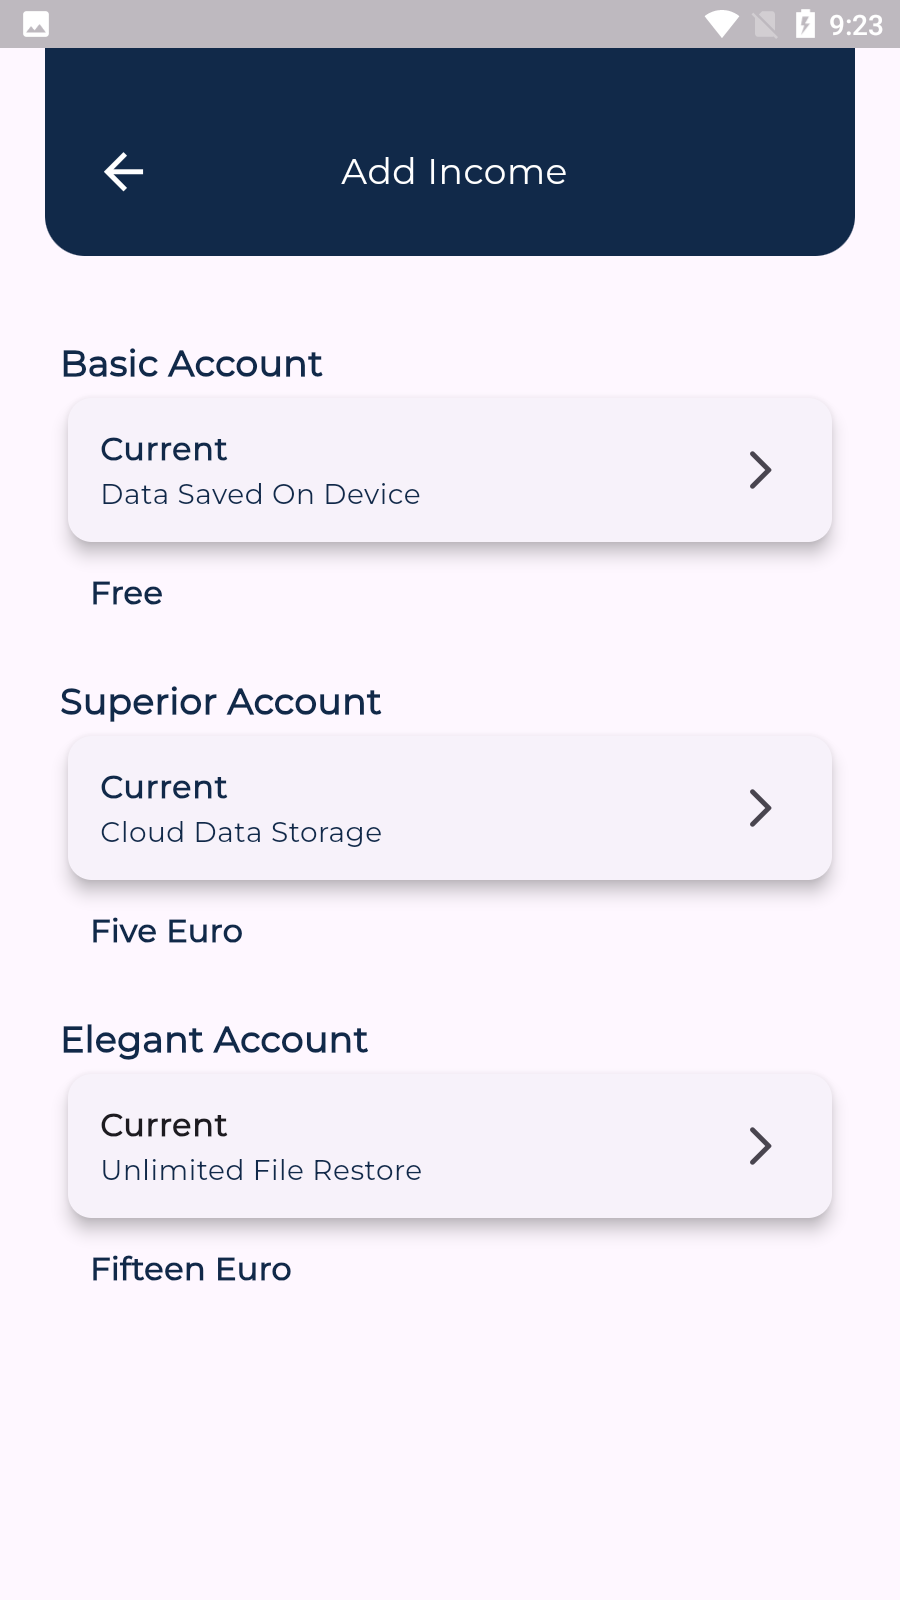 9:23
Add Income
Basic Account
Current
Data Saved On Device
Free
Superior Account
Current
Cloud Data Storage
Five Euro
Elegant Account
Current
Unlimited File Restore
Fifteen Euro